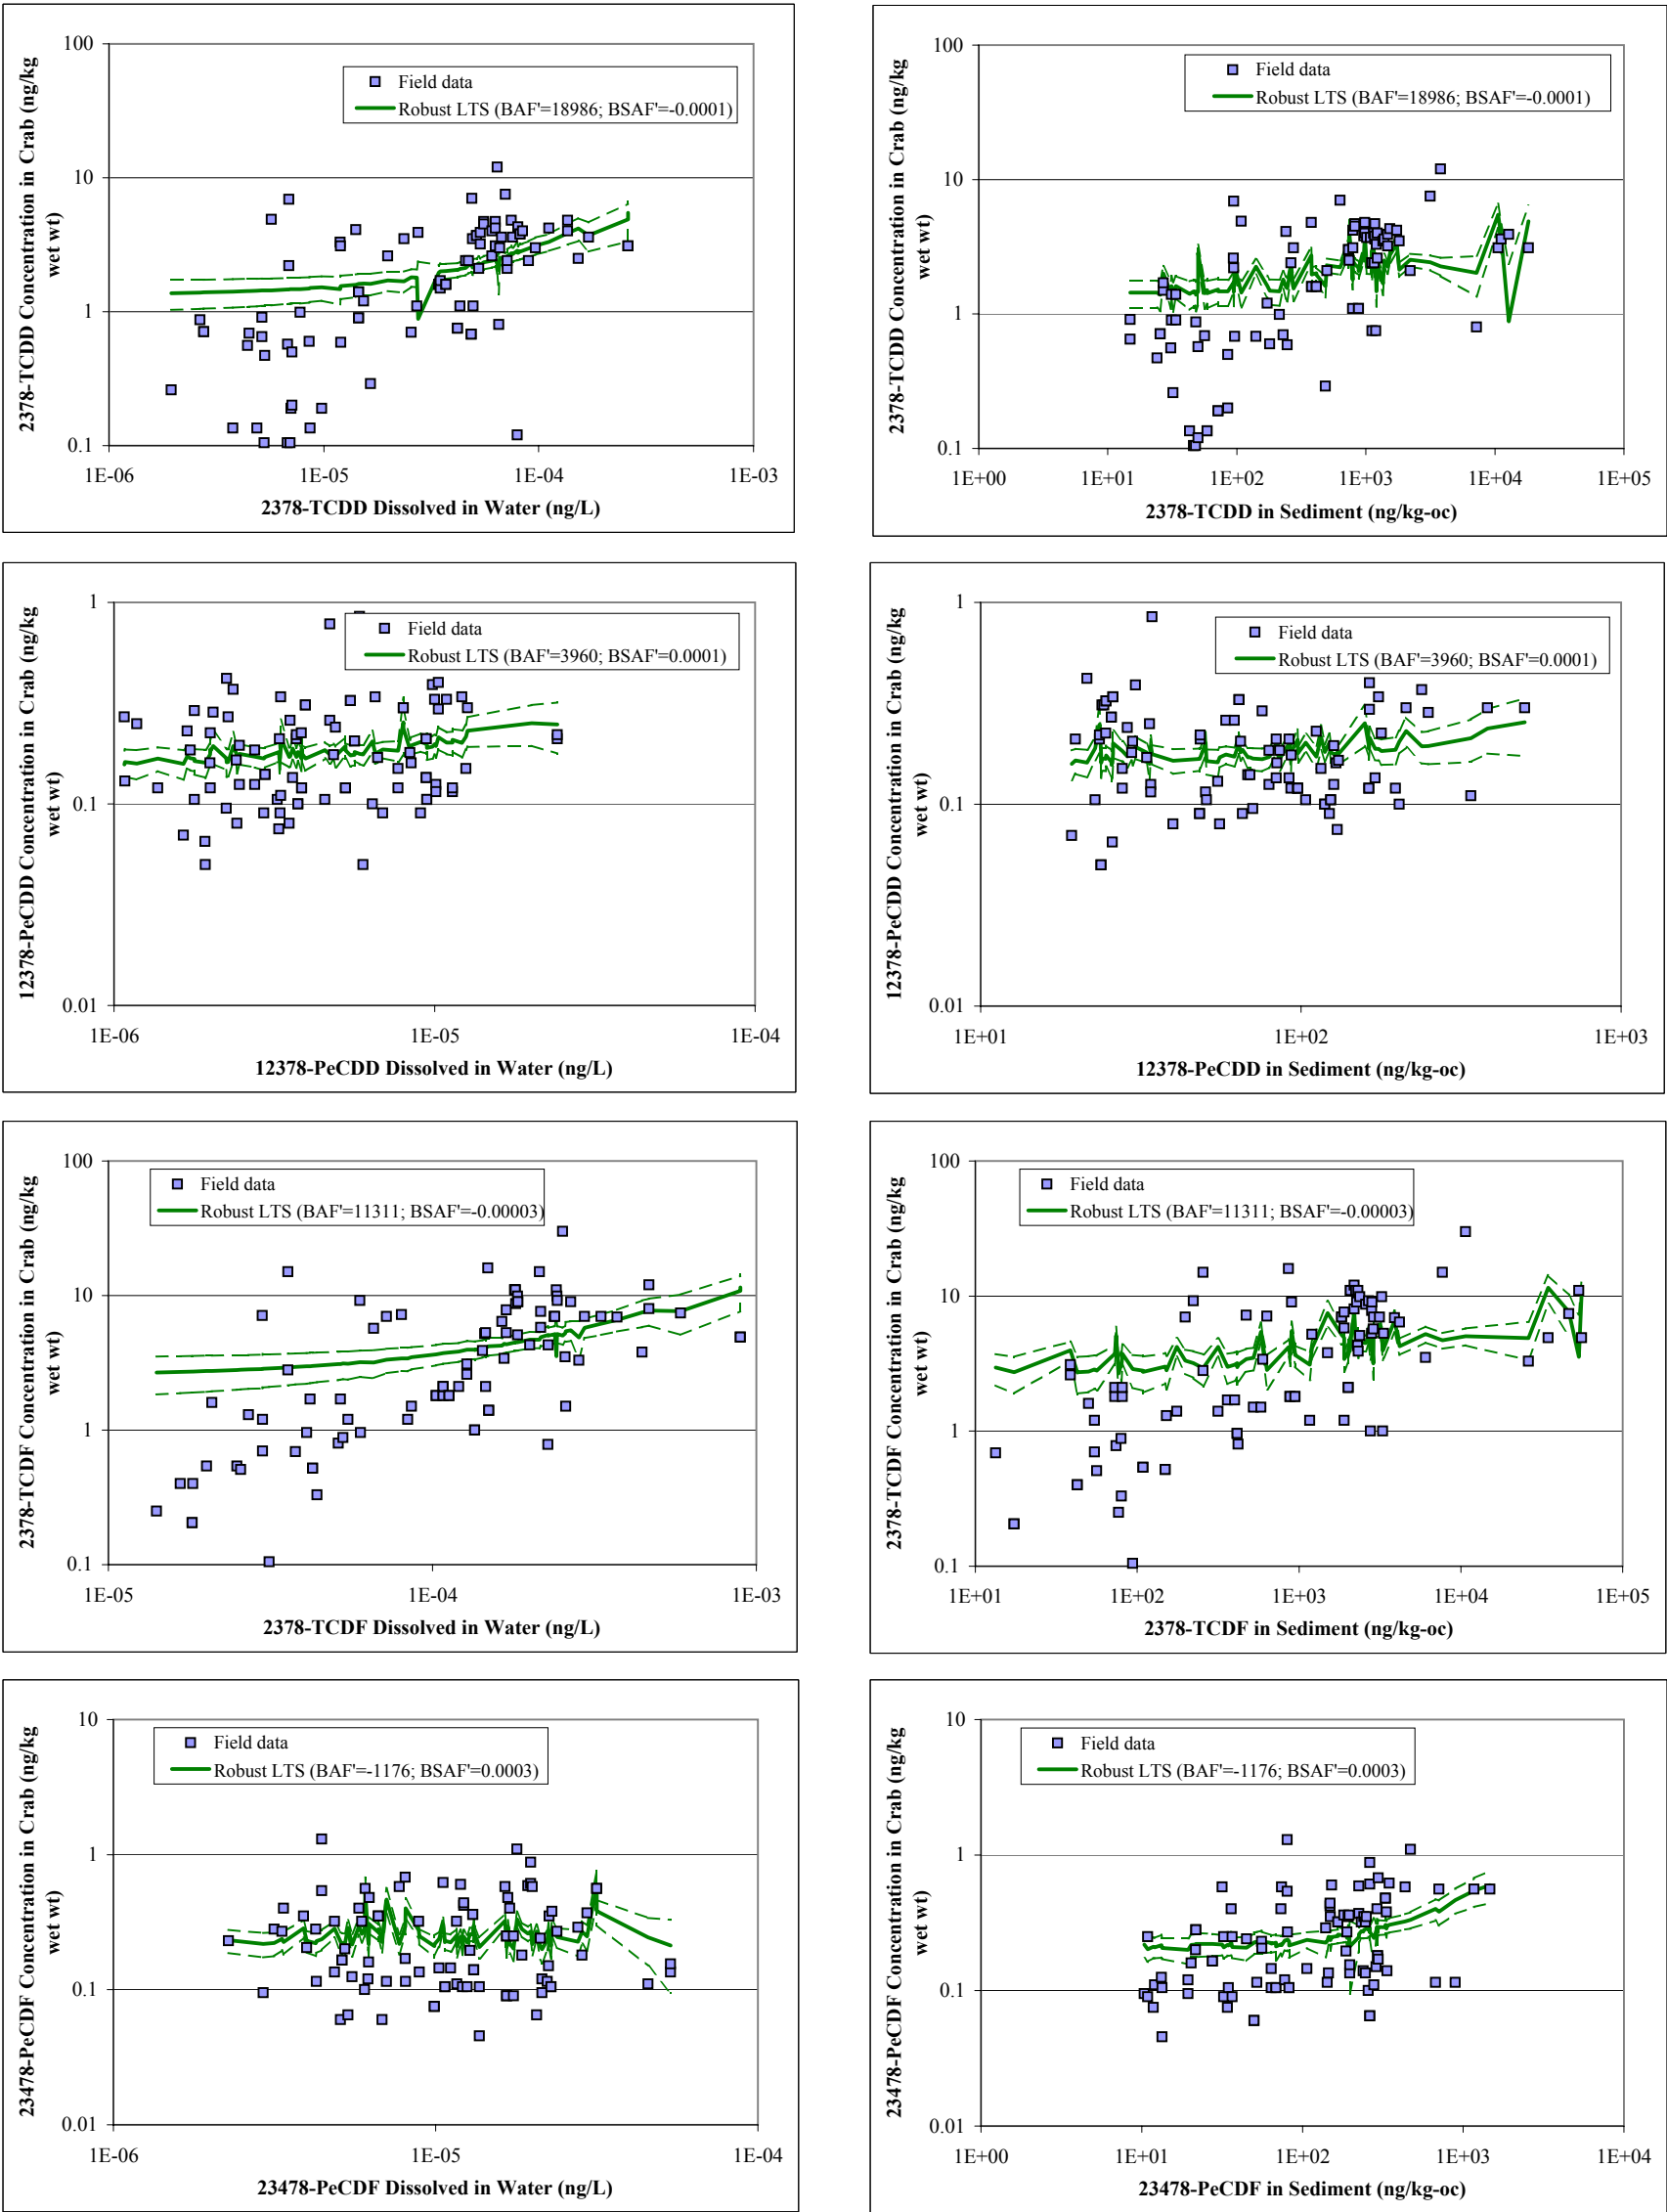 2378-TCDD Concentration in Crab (ng/kg
wet wt)
100
10
1
0.1
Field data
Robust LTS (BAF'=18986; BSAF'=-0.0001)
1E-06 1E-05 1E-04 1E-03
2378-TCDD Dissolved in Water (ng/L)
2378-TCDD Concentration in Crab (ng/kg
wet wt)
100
10
1
0.1
Field data
Robust LTS (BAF'=18986; BSAF'=-0.0001)
1E+00 1E+01 1E+02 1E+03 1E+04 1E+05
2378-TCDD in Sediment (ng/kg-oc)
12378-PeCDD Concentration in Crab (ng/kg
wet wt)
1
0.1
0.01
Field data
Robust LTS (BAF'=3960; BSAF'=0.0001)
1E-06 1E-05 1E-04
12378-PeCDD Dissolved in Water (ng/L)
12378-PeCDD Concentration in Crab (ng/kg
wet wt)
1
0.1
0.01
Field data
Robust LTS (BAF'=3960; BSAF'=0.0001)
1E+01 1E+02 1E+03
12378-PeCDD in Sediment (ng/kg-oc)
2378-TCDF Concentration in Crab (ng/kg
wet wt)
100
10
1
0.1
Field data
Robust LTS (BAF'=11311; BSAF'=-0.00003)
1E-05 1E-04 1E-03
2378-TCDF Dissolved in Water (ng/L)
2378-TCDF Concentration in Crab (ng/kg
wet wt)
100
10
1
0.1
Field data
Robust LTS (BAF'=11311; BSAF'=-0.00003)
1E+01 1E+02 1E+03 1E+04 1E+05
2378-TCDF in Sediment (ng/kg-oc)
23478-PeCDF Concentration in Crab (ng/kg
wet wt)
10
1
0.1
0.01
Field data
Robust LTS (BAF'=-1176; BSAF'=0.0003)
1E-06 1E-05 1E-04
23478-PeCDF Dissolved in Water (ng/L)
23478-PeCDF Concentration in Crab (ng/kg
wet wt)
10
1
0.1
0.01
Field data
Robust LTS (BAF'=-1176; BSAF'=0.0003)
1E+00 1E+01 1E+02 1E+03 1E+04
23478-PeCDF in Sediment (ng/kg-oc)